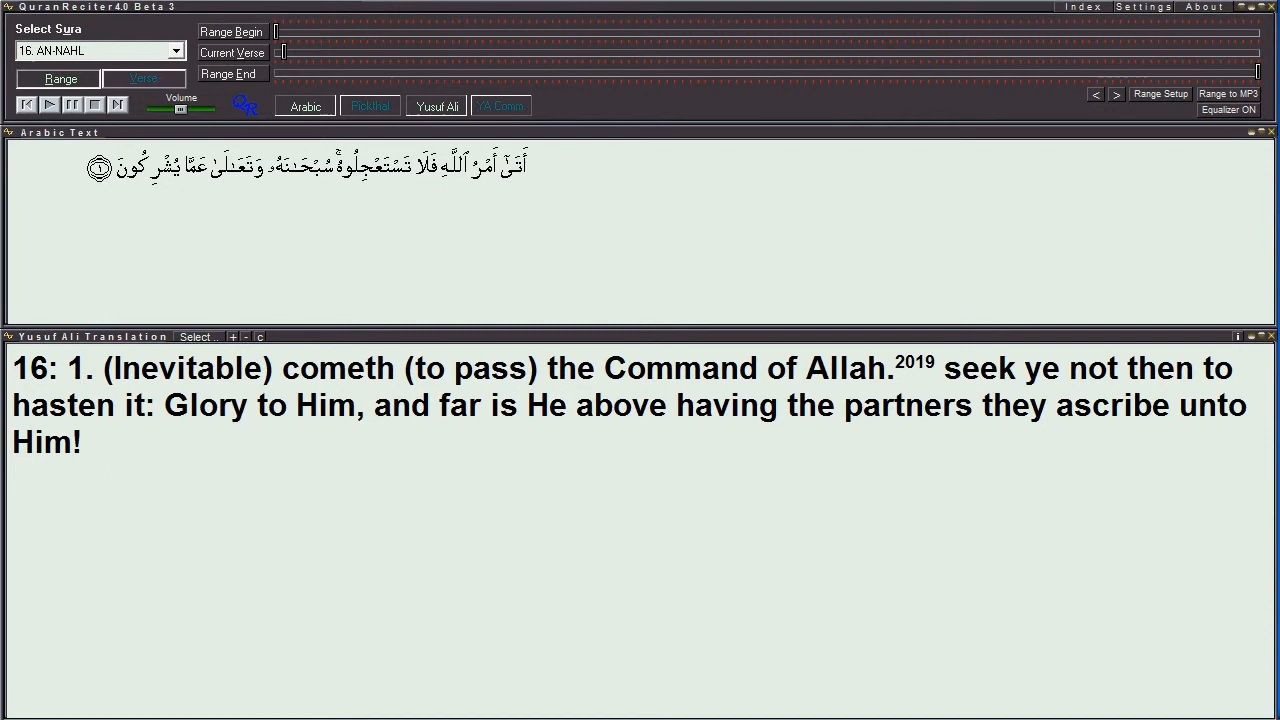 QuranReciter4.0 Beta 3
Index Settings About
Select Sura
16. AN-NAHL
Range Verse
Range Begin
Current Verse
Range End
Volume
QR
Arabic Pickthal Yusuf Ali YA Comm.
< > Range Setup Range to MP3
Equalizer ON
Arabic Text
أَتَىٰٓ أَمْرُ ٱللَّهِ فَلَا تَسْتَعْجِلُوهُ ۚ سُبْحَـٰنَهُۥ وَتَعَـٰلَىٰ عَمَّا يُشْرِكُونَ ١
Yusuf Ali Translation Select .. + - c i
16: 1. (Inevitable) cometh (to pass) the Command of Allah.2019 seek ye not then to
hasten it: Glory to Him, and far is He above having the partners they ascribe unto
Him!